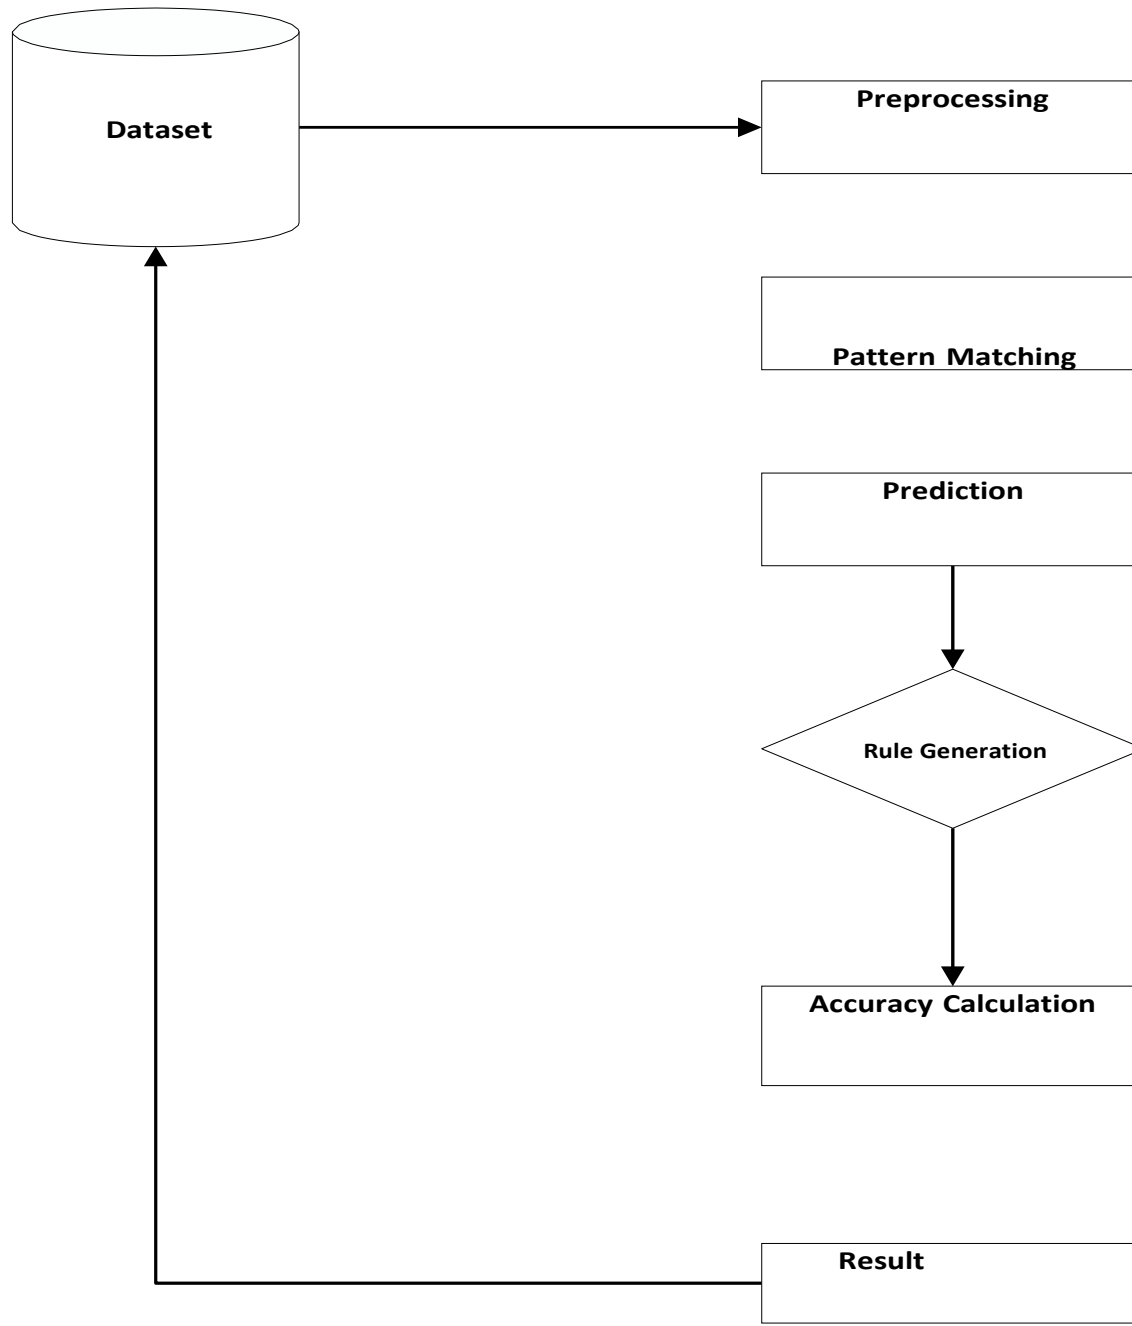 Dataset
Preprocessing
Pattern Matching
Prediction
Rule Generation
Accuracy Calculation
Result